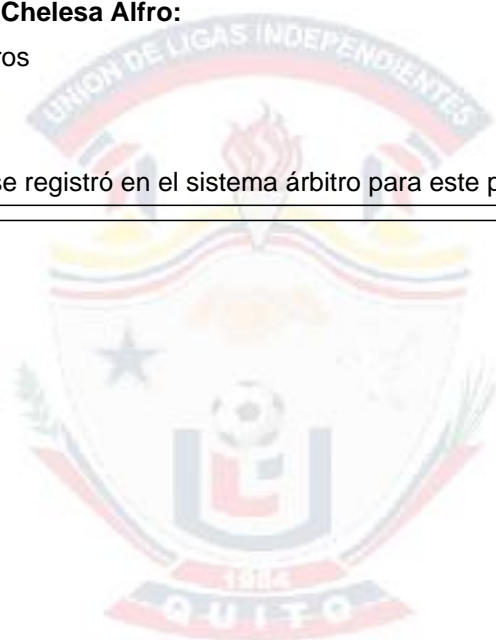 Chelesa Alfro:
ros
se registró en el sistema árbitro para este p
UNION DE LIGAS INDEPENDIENTES
1984
QUITO